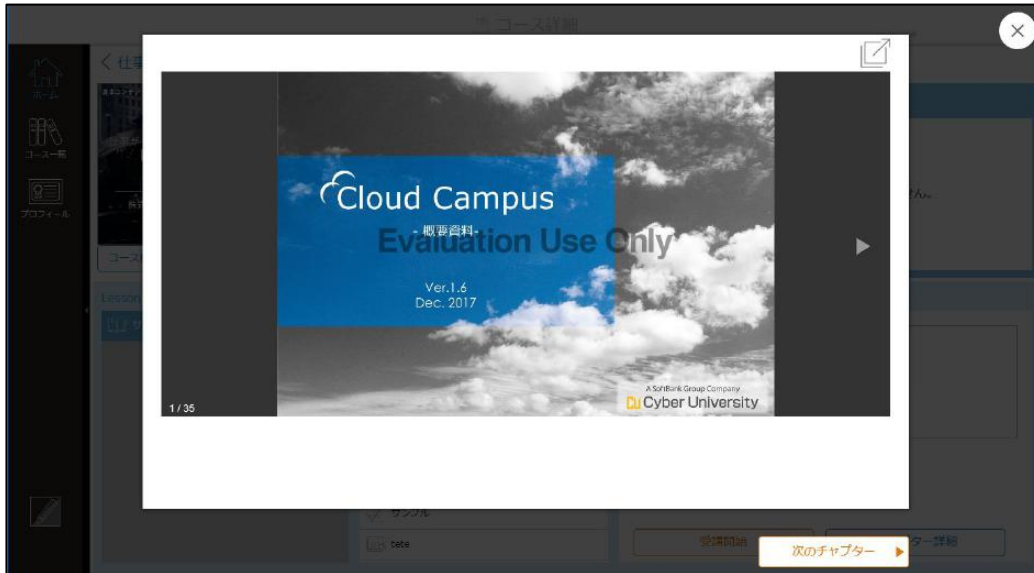 コース詳細
ホーム
コース一覧
プロフィール
Cloud Campus
- 概要資料-
Evaluation Use Only
Ver.1.6
Dec. 2017
A SoftBank Group Company
Cyber University
1 / 35
Lesson
サンプル
tete
受講開始
ター詳細
次のチャプター